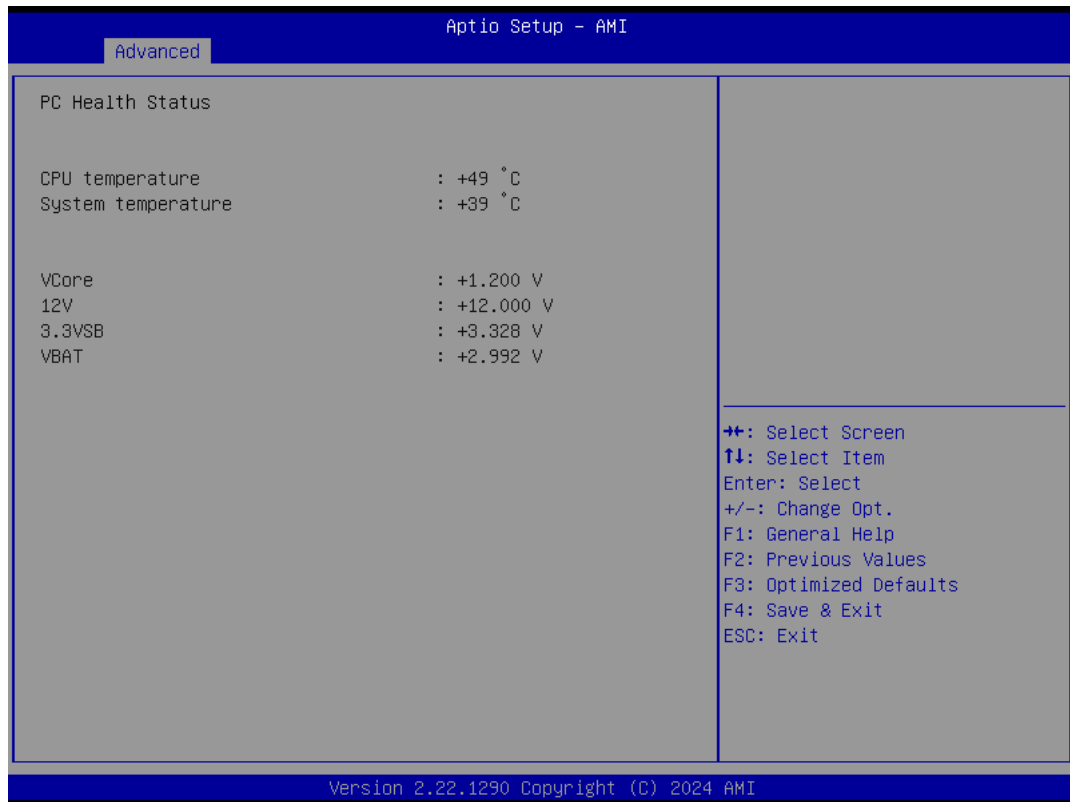 Aptio Setup - AMI
Advanced
PC Health Status
CPU temperature : +49 °C
System temperature : +39 °C
VCore : +1.200 V
12V : +12.000 V
3.3VSB : +3.328 V
VBAT : +2.992 V
→←: Select Screen
↑↓: Select Item
Enter: Select
+/-: Change Opt.
F1: General Help
F2: Previous Values
F3: Optimized Defaults
F4: Save & Exit
ESC: Exit
Version 2.22.1290 Copyright (C) 2024 AMI